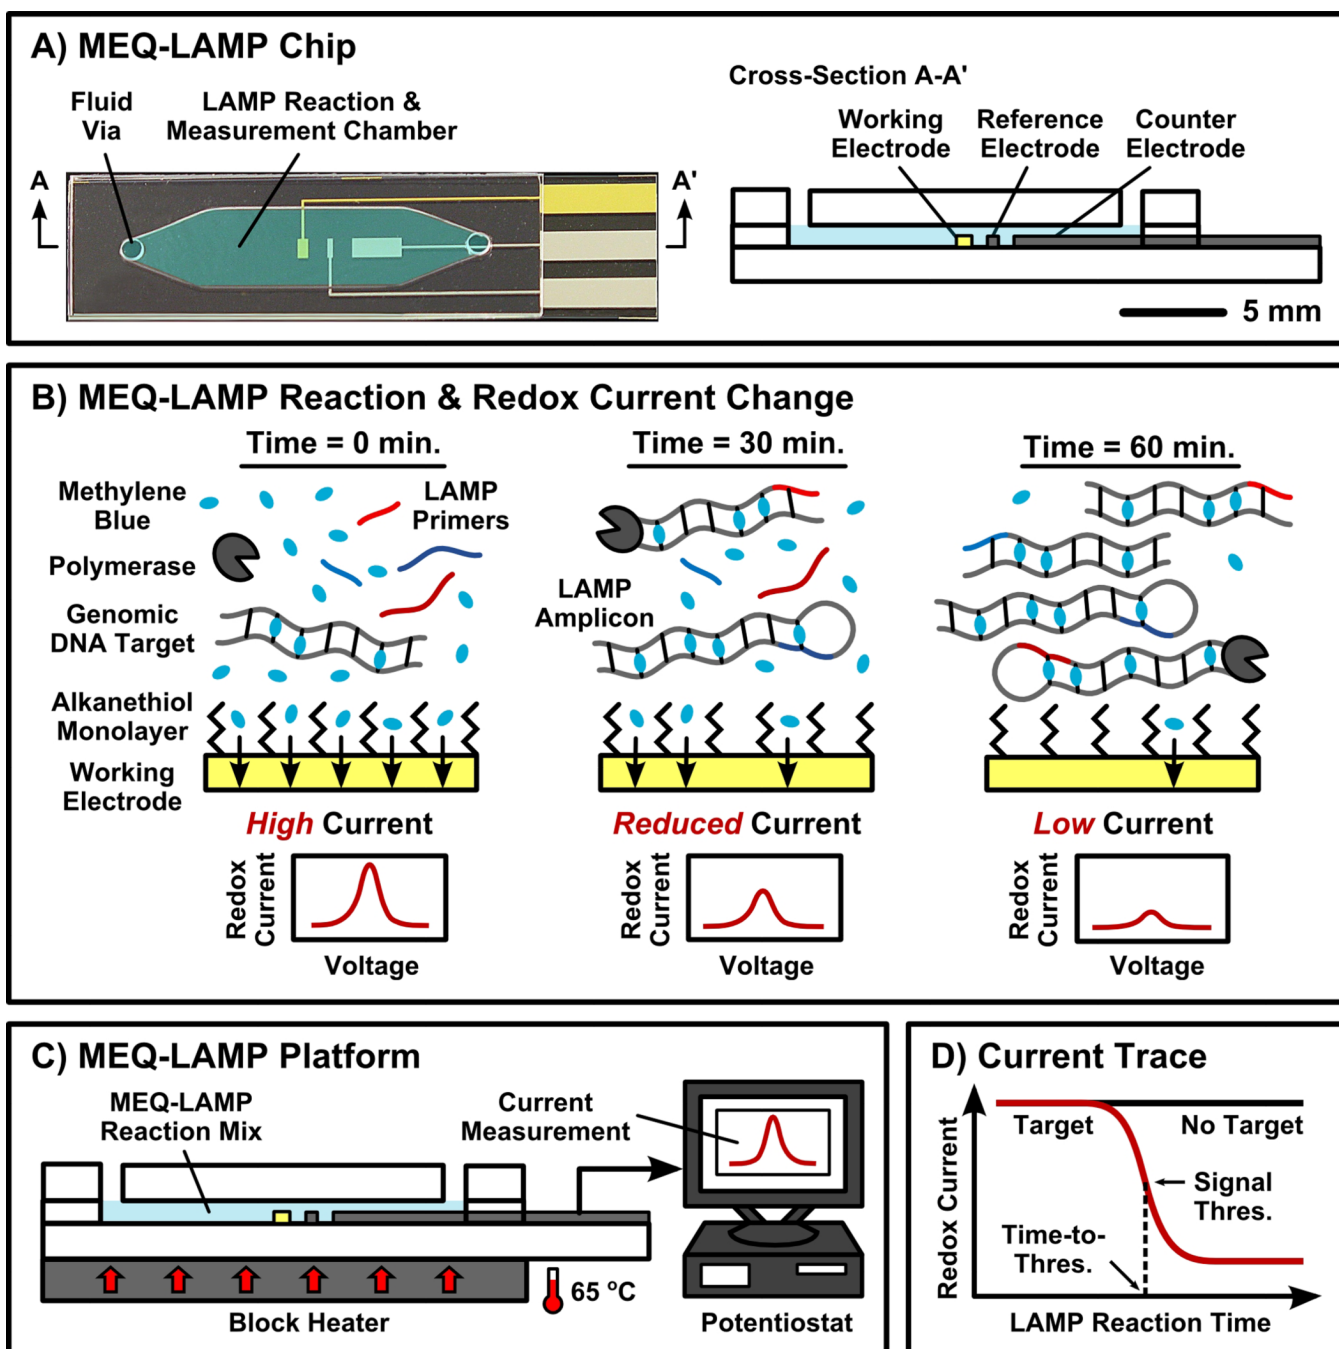 A) MEQ-LAMP Chip
Fluid
Via
LAMP Reaction &
Measurement Chamber
A
A'
Cross-Section A-A'
Working
Electrode
Reference
Electrode
Counter
Electrode
5 mm
B) MEQ-LAMP Reaction & Redox Current Change
Time = 0 min.
Time = 30 min.
Time = 60 min.
Methylene
Blue
LAMP
Primers
Polymerase
Genomic
DNA Target
LAMP
Amplicon
Alkanethiol
Monolayer
Working
Electrode
High Current
Reduced Current
Low Current
Redox
Current
Voltage
Redox
Current
Voltage
Redox
Current
Voltage
C) MEQ-LAMP Platform
MEQ-LAMP
Reaction Mix
Current
Measurement
65 ºC
Block Heater
Potentiostat
D) Current Trace
Redox Current
Target
No Target
Signal
Thres.
Time-to-
Thres.
LAMP Reaction Time